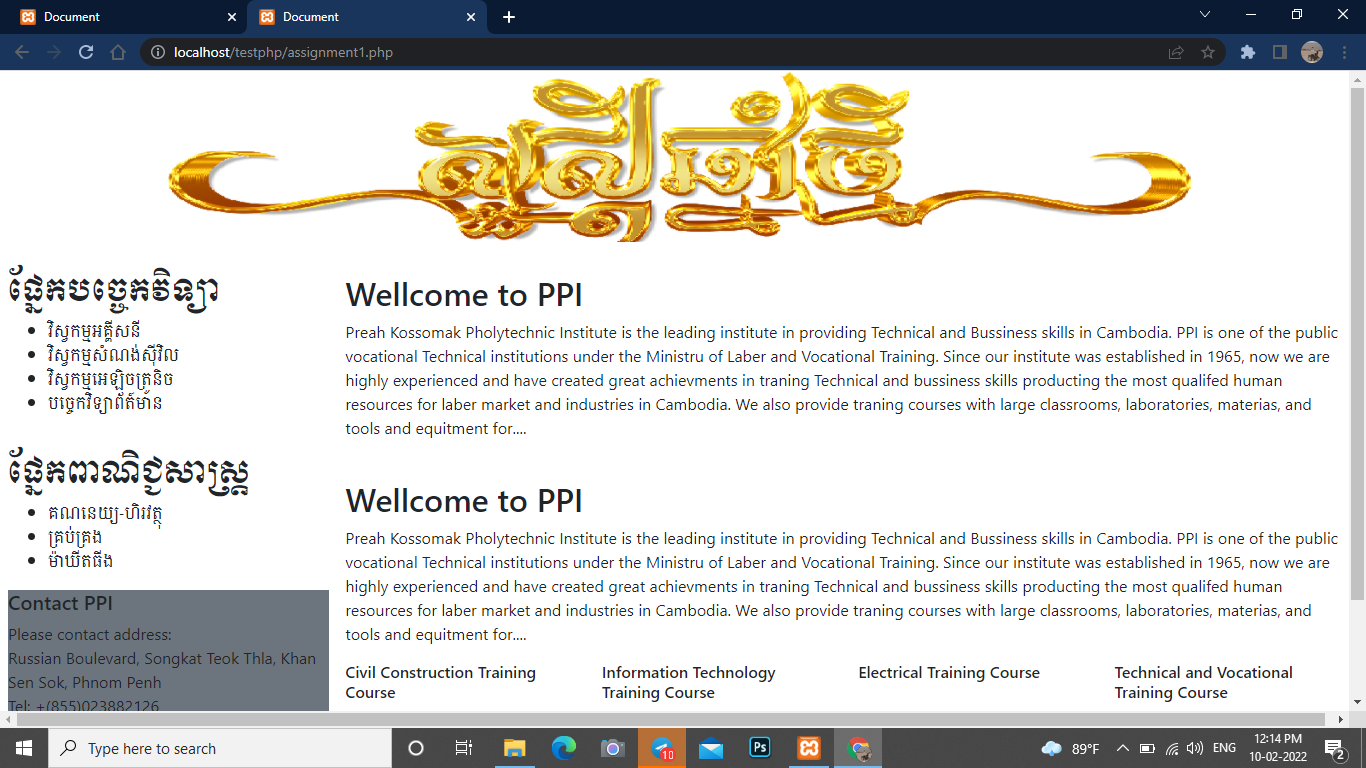 Document
Document
localhost/testphp/assignment1.php
ផ្នែកបច្ចេកវិទ្យា
វិស្វកម្មអគ្គីសនី
វិស្វកម្មសំណង់ស៊ីវិល
វិស្វកម្មអេឡិចត្រូនិច
បច្ចេកវិទ្យាព័ត៍មាន
ផ្នែកពាណិជ្ជសាស្ត្រ
គណនេយ្យ-ហិរវត្ថុ
គ្រប់គ្រង
ម៉ាឃីតធីង
Contact PPI
Please contact address:
Russian Boulevard, Songkat Teok Thla, Khan
Sen Sok, Phnom Penh
Tel: +(855)023882126
Wellcome to PPI
Preah Kossomak Pholytechnic Institute is the leading institute in providing Technical and Bussiness skills in Cambodia. PPI is one of the public
vocational Technical institutions under the Ministru of Laber and Vocational Training. Since our institute was established in 1965, now we are
highly experienced and have created great achievments in traning Technical and bussiness skills producting the most qualifed human
resources for laber market and industries in Cambodia. We also provide traning courses with large classrooms, laboratories, materias, and
tools and equitment for....
Wellcome to PPI
Preah Kossomak Pholytechnic Institute is the leading institute in providing Technical and Bussiness skills in Cambodia. PPI is one of the public
vocational Technical institutions under the Ministru of Laber and Vocational Training. Since our institute was established in 1965, now we are
highly experienced and have created great achievments in traning Technical and bussiness skills producting the most qualifed human
resources for laber market and industries in Cambodia. We also provide traning courses with large classrooms, laboratories, materias, and
tools and equitment for....
Civil Construction Training
Course
Information Technology
Training Course
Electrical Training Course
Technical and Vocational
Training Course
Type here to search
10
Ps
89°F
ENG
12:14 PM
10-02-2022
2